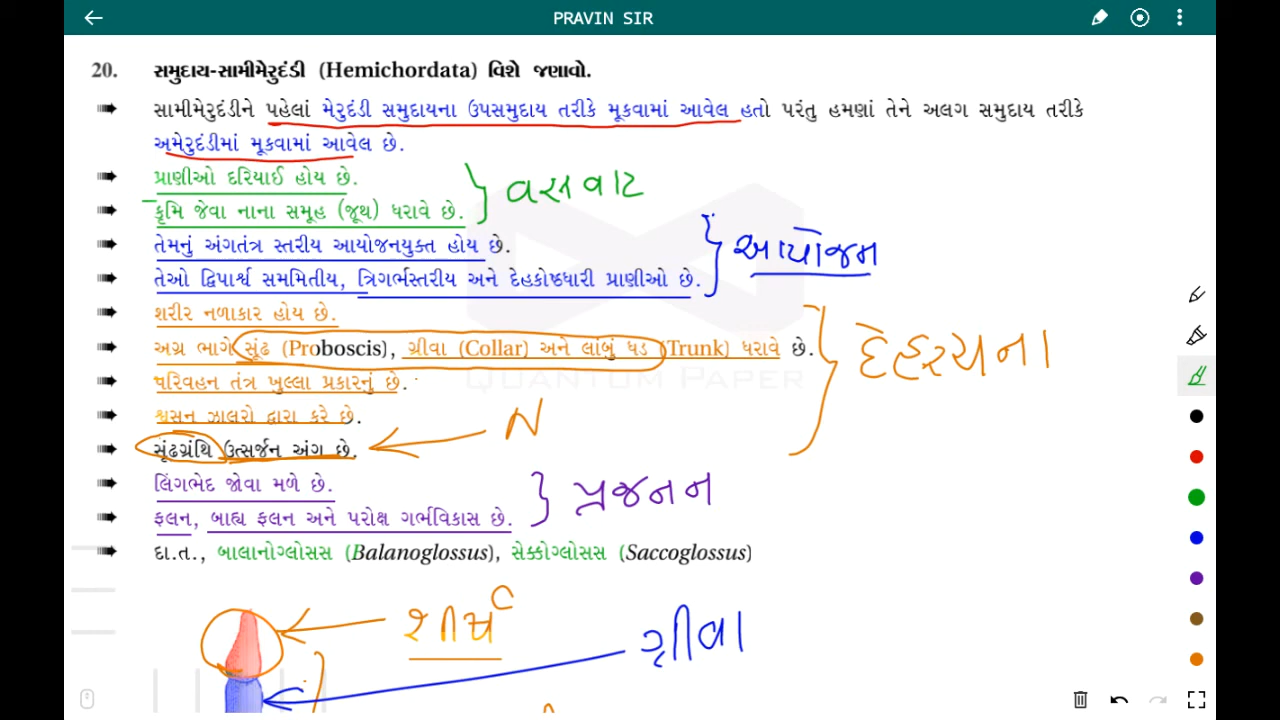 PRAVIN SIR
20. સમુદાય-સામીમેરુદંડી (Hemichordata) વિશે જણાવો.
સામીમેરુદંડીને પહેલાં મેરુદંડી સમુદાયના ઉપસમુદાય તરીકે મૂકવામાં આવેલ હતો પરંતુ હમણાં તેને અલગ સમુદાય તરીકે
અમેરુદંડીમાં મૂકવામાં આવેલ છે.
પ્રાણીઓ દરિયાઈ હોય છે.
કૃમિ જેવા નાના સમૂહ (જૂથ) ધરાવે છે.
વસવાટ
તેમનું અંગતંત્ર સ્તરીય આયોજનયુક્ત હોય છે.
તેઓ દ્વિપાર્શ્વ સમમિતીય, ત્રિગર્ભસ્તરીય અને દેહકોષ્ઠધારી પ્રાણીઓ છે.
આયોજન
શરીર નળાકાર હોય છે.
અગ્ર ભાગે સૂંઢ (Proboscis), ગ્રીવા (Collar) અને લાંબું ધડ (Trunk) ધરાવે છે.
પરિવહન તંત્ર ખુલ્લા પ્રકારનું છે.
શ્વસન ઝાલરો દ્વારા કરે છે.
સૂંઢગ્રંથિ ઉત્સર્જન અંગ છે.
N
દેહરચના
લિંગભેદ જોવા મળે છે.
ફલન, બાહ્ય ફલન અને પરોક્ષ ગર્ભવિકાસ છે.
પ્રજનન
દા.ત., બાલાનોગ્લોસસ (Balanoglossus), સેક્કોગ્લોસસ (Saccoglossus)
QUANTUM PAPER
શીર્ષ
ગ્રીવા